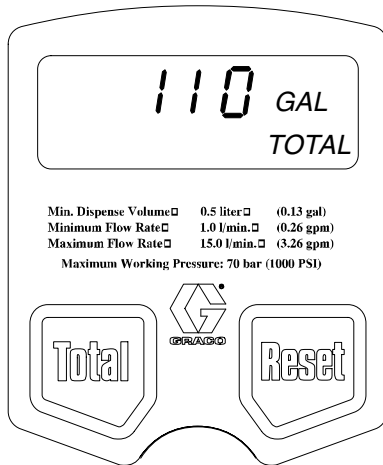 110 GAL
TOTAL
Min. Dispense Volume□ 0.5 liter□ (0.13 gal)
Minimum Flow Rate□ 1.0 l/min.□ (0.26 gpm)
Maximum Flow Rate□ 15.0 l/min.□ (3.26 gpm)
Maximum Working Pressure: 70 bar (1000 PSI)
GRACO
Total Reset